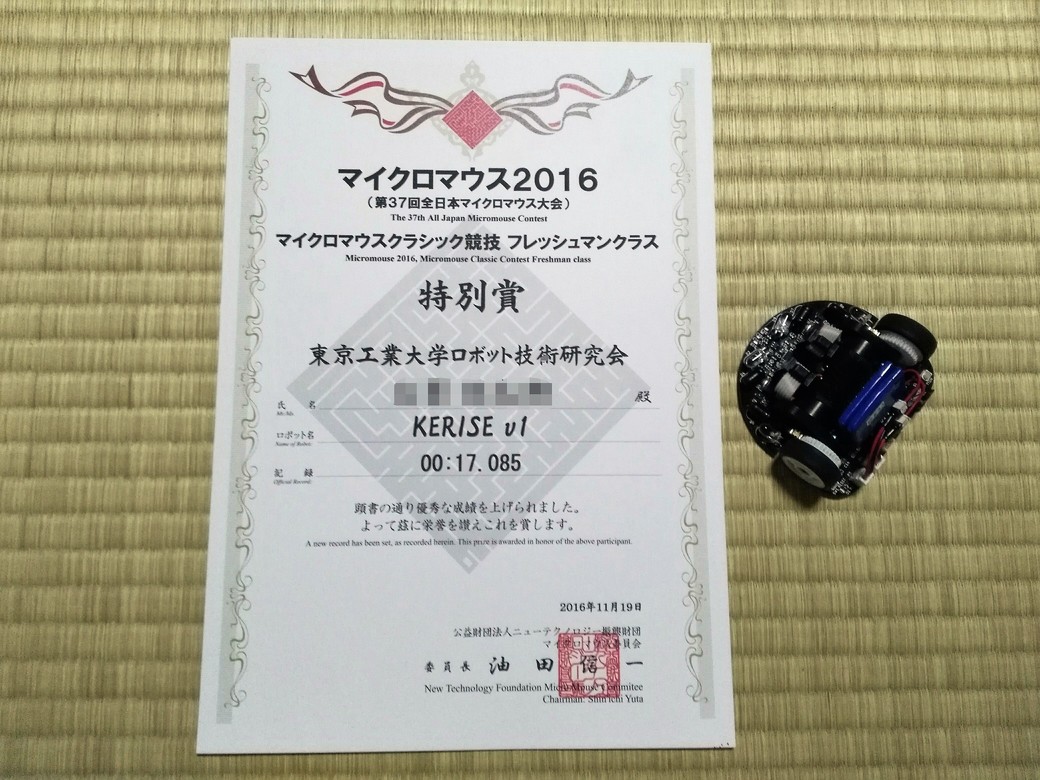 マイクロマウス2016
（第37回全日本マイクロマウス大会）
The 37th All Japan Micromouse Contest
マイクロマウスクラシック競技 フレッシュマンクラス
Micromouse 2016, Micromouse Classic Contest Freshman class
特別賞
東京工業大学ロボット技術研究会
氏 名 殿
Mr./Ms.
ロボット名 KERISE v1
Name of Robot:
記 録 00:17.085
Official Record:
頭書の通り優秀な成績を上げられました。
よって茲に栄誉を讃えこれを賞します。
A new record has been set, as recorded herein. This prize is awarded in honor of the above participant.
2016年11月19日
公益財団法人ニューテクノロジー振興財団
マイクロマウス委員会
委員長 油田 信一
New Technology Foundation Micro Mouse Commitee
Chairman: Shin'ichi Yuta